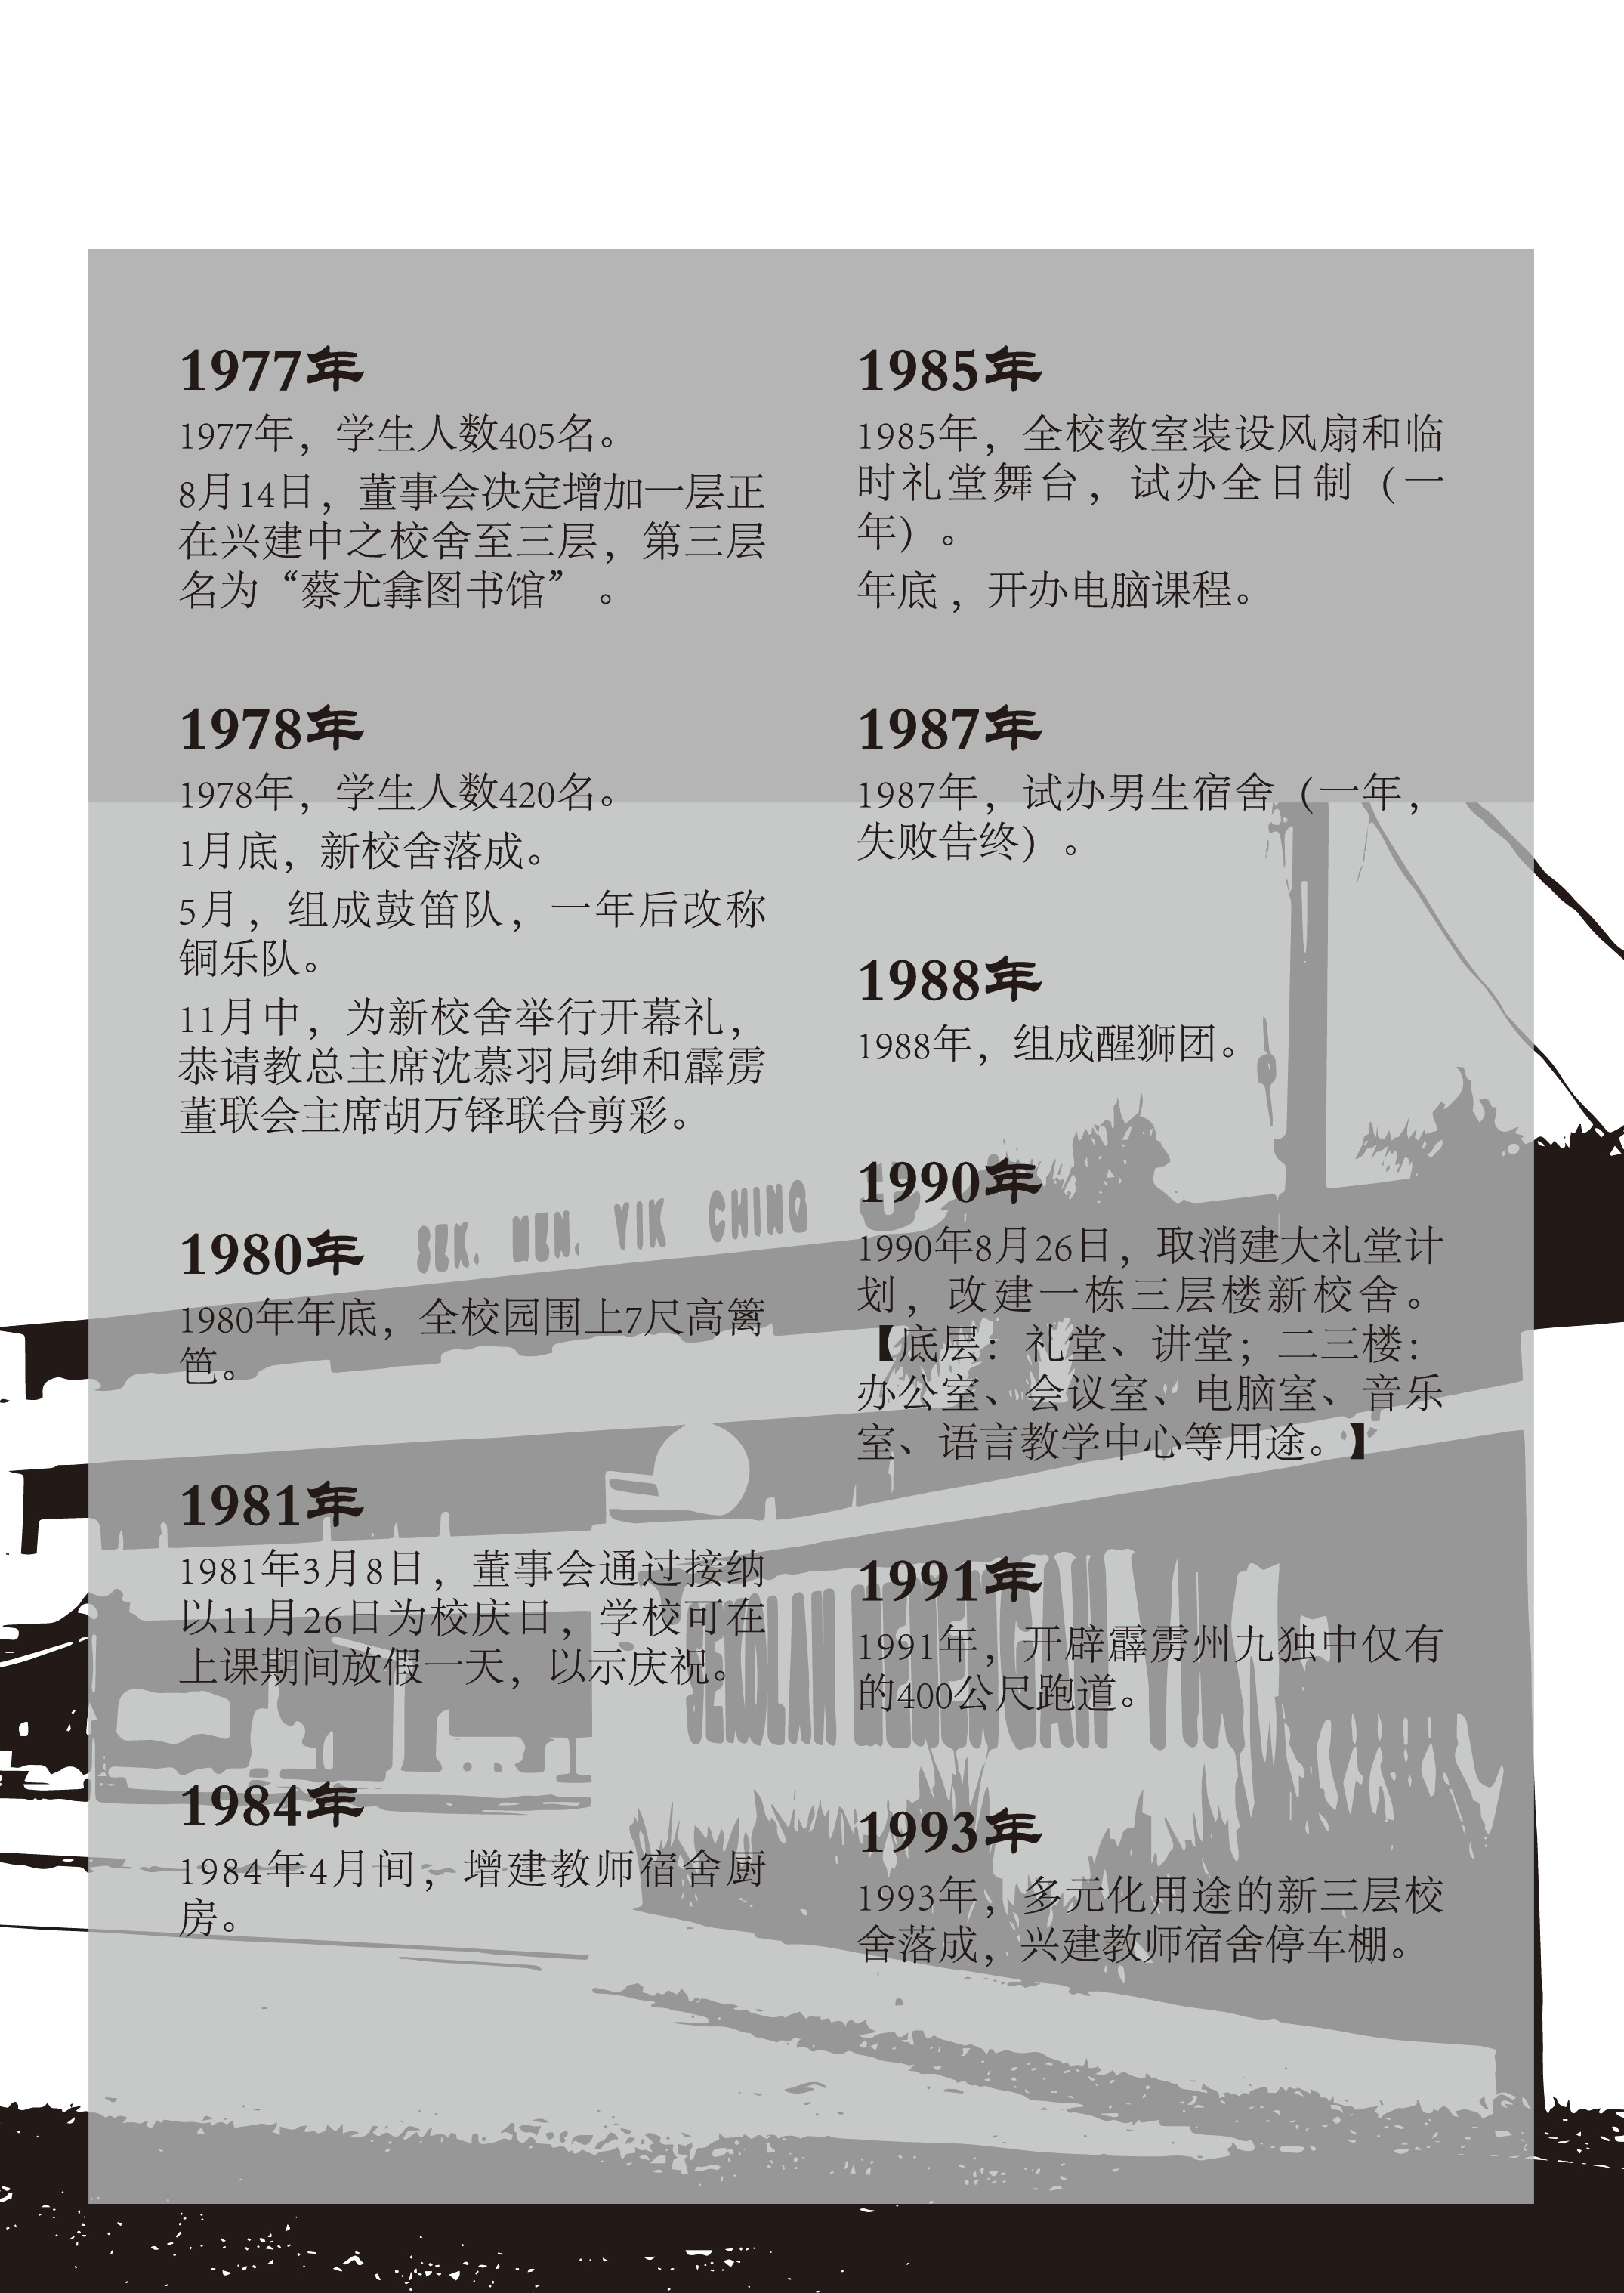 1977年
1977年，学生人数405名。
8月14日，董事会决定增加一层正
在兴建中之校舍至三层，第三层
名为“蔡尤龕图书馆”。
1978年
1978年，学生人数420名。
1月底，新校舍落成。
5月，组成鼓笛队，一年后改称
铜乐队。
11月中，为新校舍举行开幕礼，
恭请教总主席沈慕羽局绅和霹雳
董联会主席胡万铎联合剪彩。
1980年
SEK. MEN. YIK CHING
1980年年底，全校园围上7尺高篱
笆。
1981年
1981年3月8日，董事会通过接纳
以11月26日为校庆日，学校可在
上课期间放假一天，以示庆祝。
1984年
1984年4月间，增建教师宿舍厨
房。
1985年
1985年，全校教室装设风扇和临
时礼堂舞台，试办全日制（一
年）。
年底，开办电脑课程。
1987年
1987年，试办男生宿舍（一年，
失败告终）。
1988年
1988年，组成醒狮团。
1990年
1990年8月26日，取消建大礼堂计
划，改建一栋三层楼新校舍。
【底层：礼堂、讲堂；二三楼：
办公室、会议室、电脑室、音乐
室、语言教学中心等用途。】
1991年
SEKOLAH MENENGAH YIK
1991年，开辟霹雳州九独中仅有
的400公尺跑道。
1993年
1993年，多元化用途的新三层校
舍落成，兴建教师宿舍停车棚。